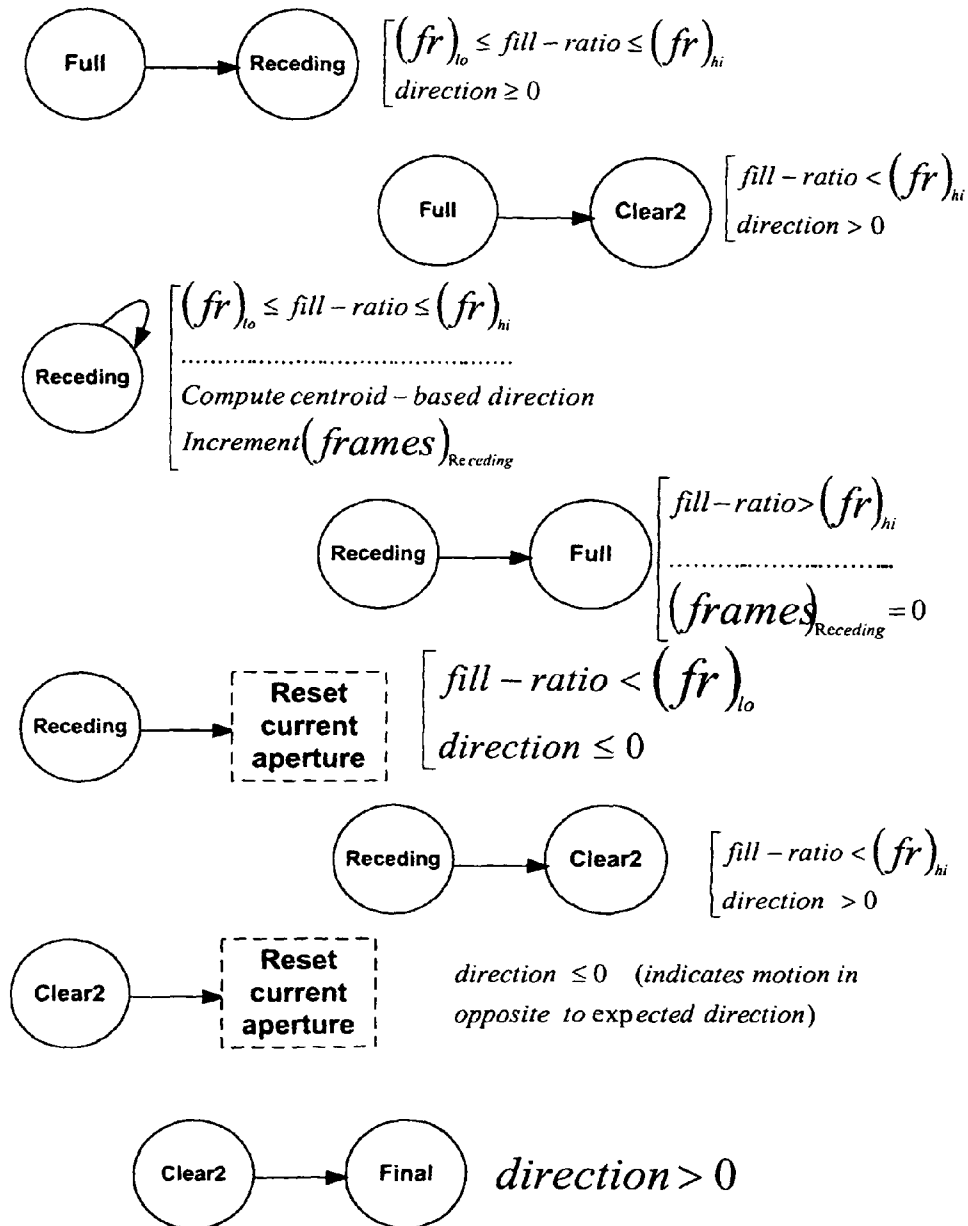 Full
Receding
(fr)lo ≤ fill – ratio ≤ (fr)hi
direction ≥ 0
Full
Clear2
fill – ratio < (fr)hi
direction > 0
Receding
(fr)lo ≤ fill – ratio ≤ (fr)hi
Compute centroid – based direction
Increment(frames)Receding
Receding
Full
fill – ratio> (fr)hi
(frames)Receding = 0
Receding
Reset
current
aperture
fill – ratio < (fr)lo
direction ≤ 0
Receding
Clear2
fill – ratio < (fr)hi
direction > 0
Clear2
Reset
current
aperture
direction ≤ 0 (indicates motion in
opposite to expected direction)
Clear2
Final
direction > 0